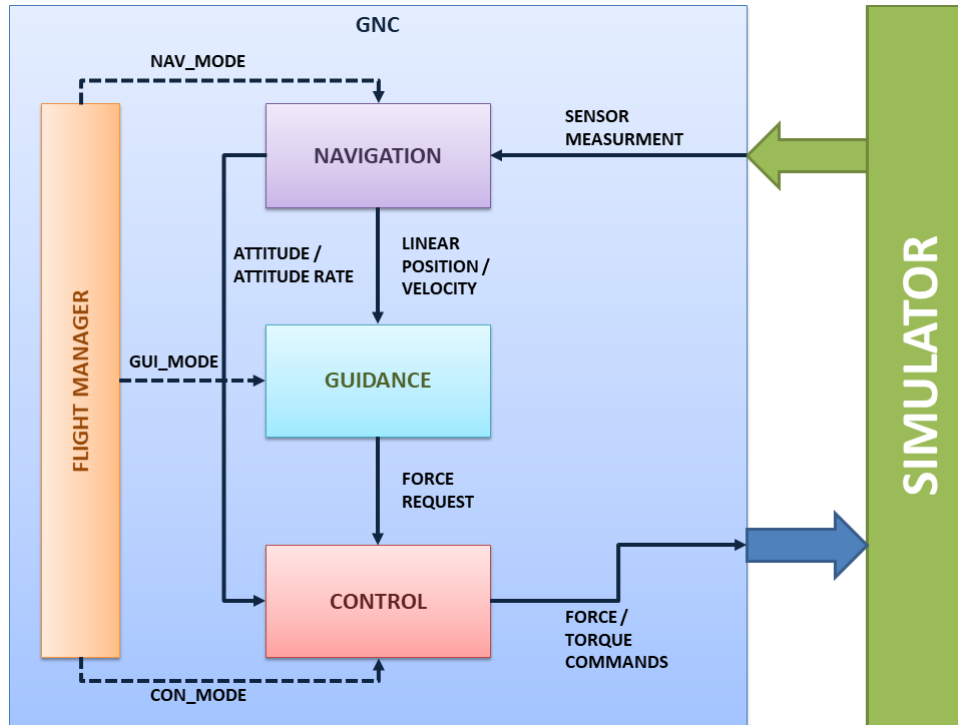 GNC
NAV_MODE
SENSOR
MEASURMENT
NAVIGATION
ATTITUDE /
ATTITUDE RATE
LINEAR
POSITION /
VELOCITY
FLIGHT MANAGER
GUI_MODE
GUIDANCE
SIMULATOR
FORCE
REQUEST
CONTROL
FORCE /
TORQUE
COMMANDS
CON_MODE